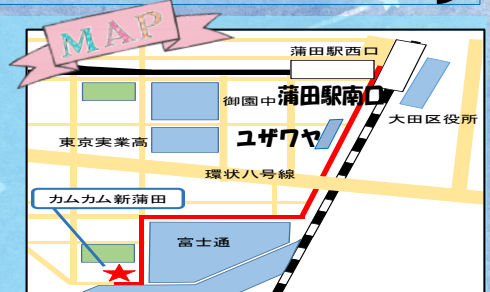 MAP
蒲田駅西口
御園中
蒲田駅南口
大田区役所
東京実業高
ユザワヤ
環状八号線
カムカム新蒲田
富士通